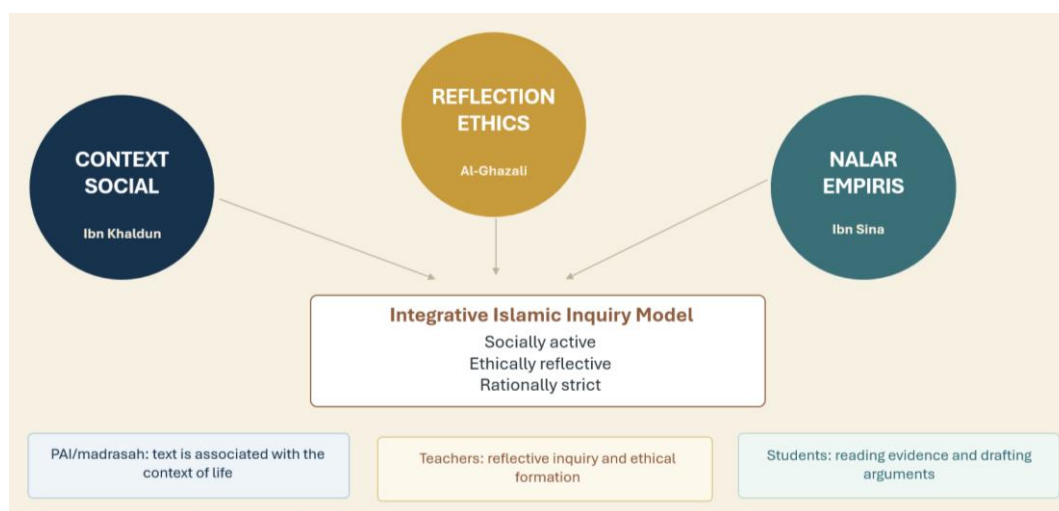 CONTEXT
SOCIAL
Ibn Khaldun
REFLECTION
ETHICS
Al-Ghazali
NALAR
EMPIRIS
Ibn Sina
Integrative Islamic Inquiry Model
Socially active
Ethically reflective
Rationally strict
PAI/madrasah: text is associated with the
context of life
Teachers: reflective inquiry and ethical
formation
Students: reading evidence and drafting
arguments